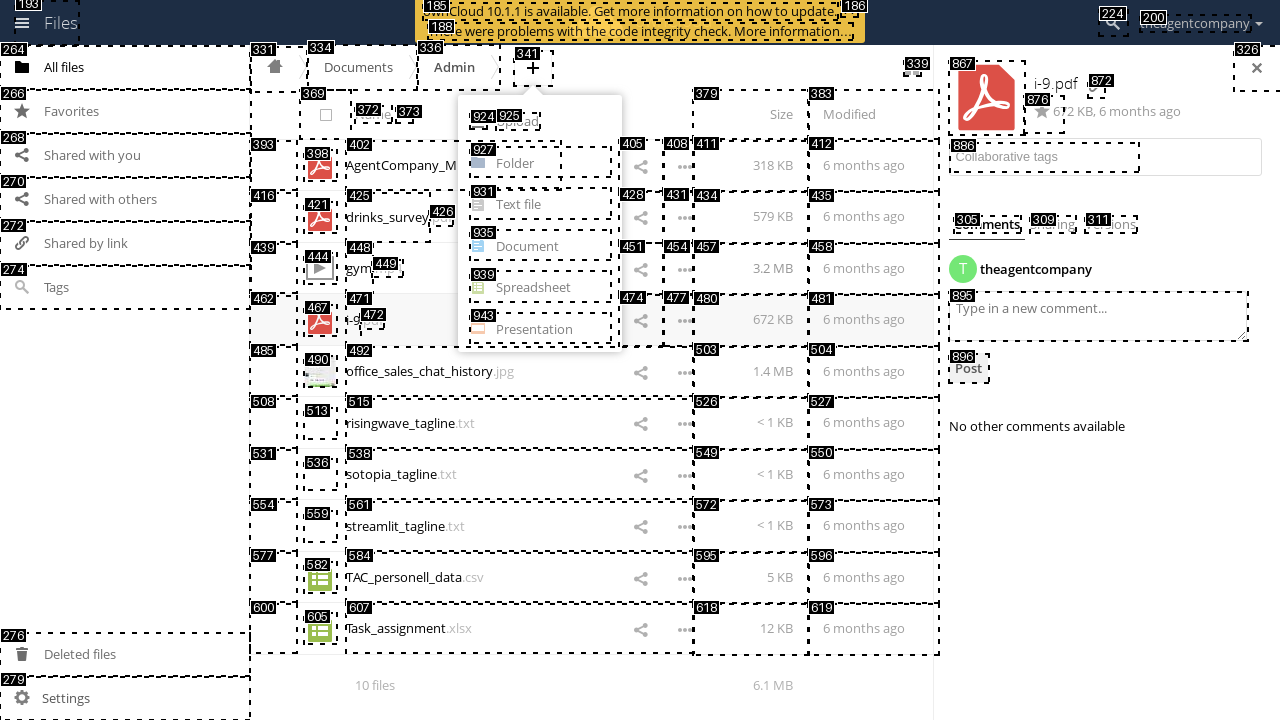 193 Files
185 ownCloud 10.1.1 is available. Get more information on how to update. 186
188 There were problems with the code integrity check. More information…
224 200 theagentcompany
264 All files
266 Favorites
268 Shared with you
270 Shared with others
272 Shared by link
274 Tags
276 Deleted files
279 Settings
331 334 Documents 336 Admin 341 + 339
369 372 Name 373 379 Size 383 Modified
924 925 Upload
927 Folder
931 Text file
935 Document
939 Spreadsheet
943 Presentation
393 398 402 AgentCompany_M 405 408 411 318 KB 412 6 months ago
416 421 425 drinks_survey 426 428 431 434 579 KB 435 6 months ago
439 444 448 gym 449 451 454 457 3.2 MB 458 6 months ago
462 467 471 i-9.pdf 472 474 477 480 672 KB 481 6 months ago
485 490 492 office_sales_chat_history.jpg 503 1.4 MB 504 6 months ago
508 513 515 risingwave_tagline.txt 526 < 1 KB 527 6 months ago
531 536 538 sotopia_tagline.txt 549 < 1 KB 550 6 months ago
554 559 561 streamlit_tagline.txt 572 < 1 KB 573 6 months ago
577 582 584 TAC_personell_data.csv 595 5 KB 596 6 months ago
600 605 607 Task_assignment.xlsx 618 12 KB 619 6 months ago
10 files 6.1 MB
326 ×
867 i-9.pdf 872
876 672 KB, 6 months ago
886 Collaborative tags
305 Comments 309 Sharing 311 Versions
T theagentcompany
895 Type in a new comment...
896 Post
No other comments available